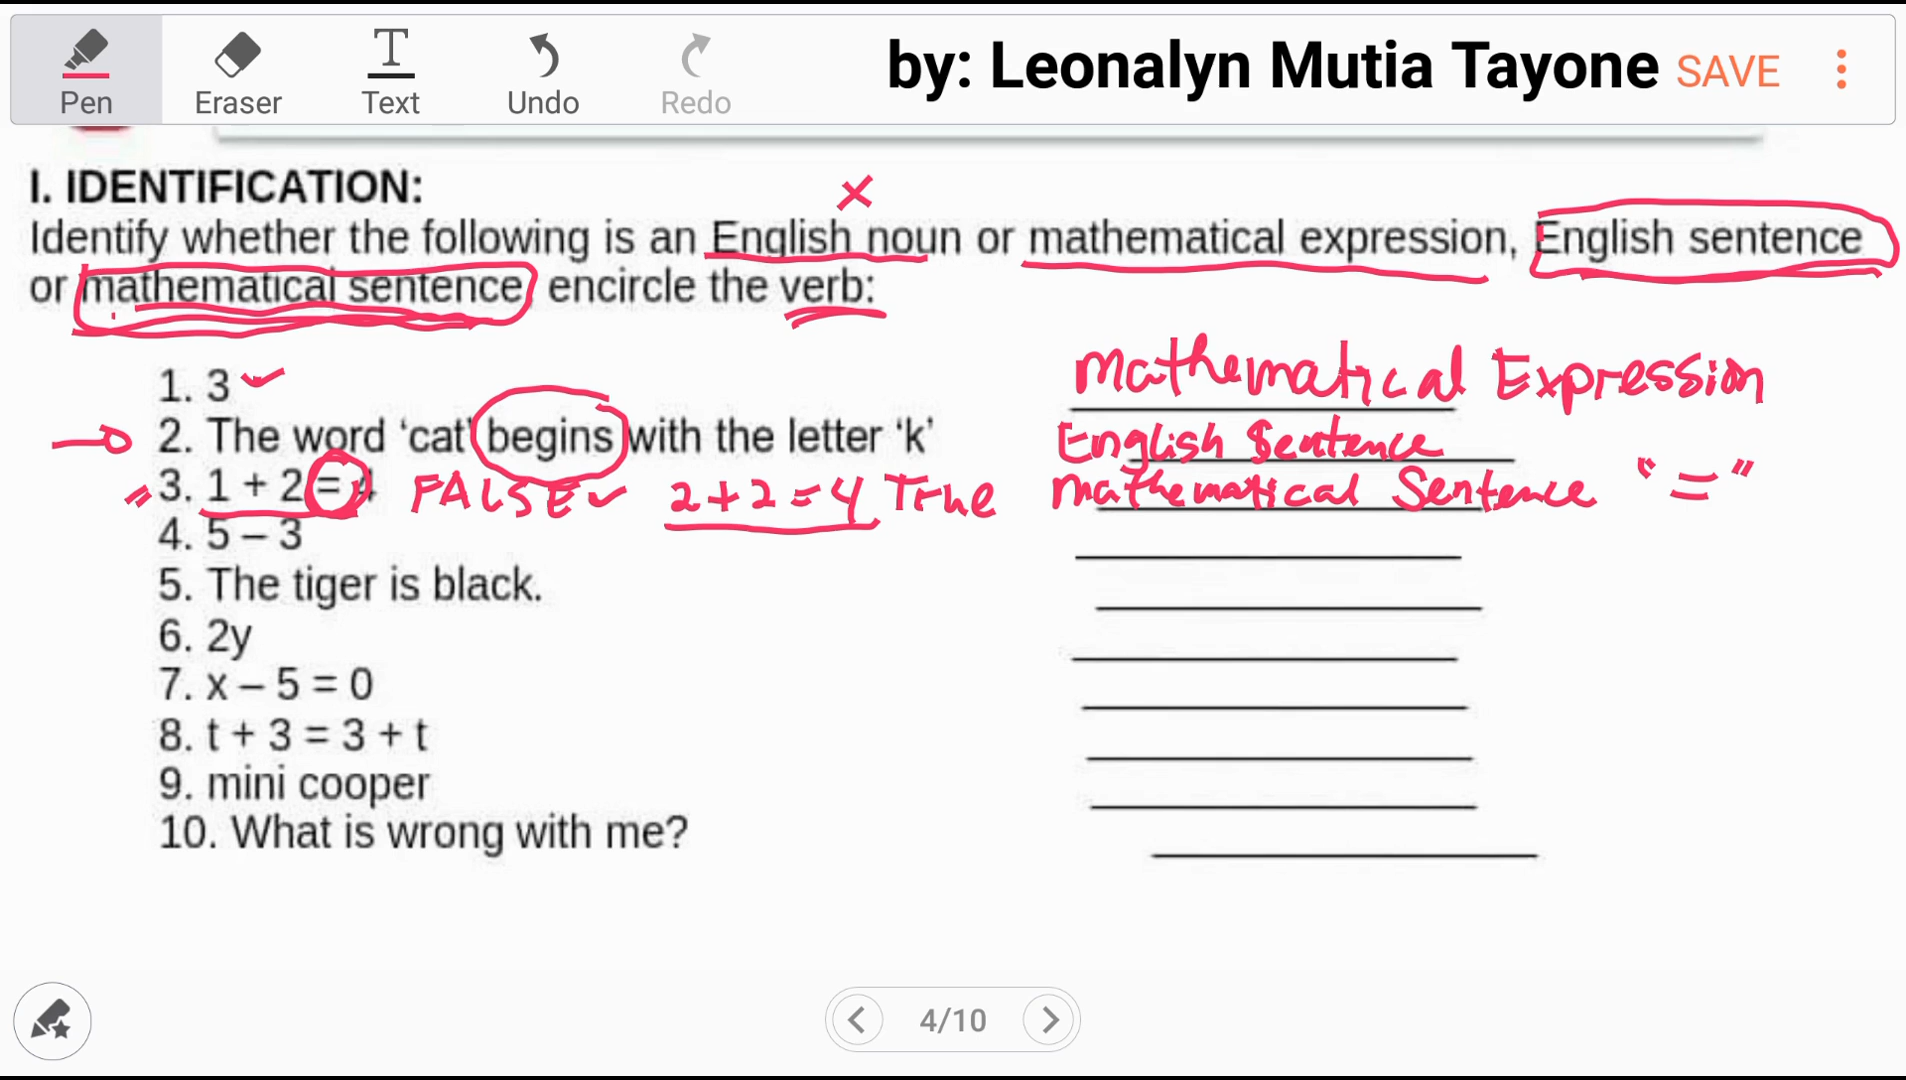 Pen Eraser Text Undo Redo by: Leonalyn Mutia Tayone SAVE
I. IDENTIFICATION:
×
Identify whether the following is an English noun or mathematical expression, English sentence
or mathematical sentence, encircle the verb:
1. 3 ✓ Mathematical Expression
2. The word ‘cat’ begins with the letter ‘k’ English Sentence
3. 1 + 2 = 4 FALSE ✓ 2+2=4 True Mathematical Sentence "="
4. 5 – 3
5. The tiger is black.
6. 2y
7. x – 5 = 0
8. t + 3 = 3 + t
9. mini cooper
10. What is wrong with me?
4/10